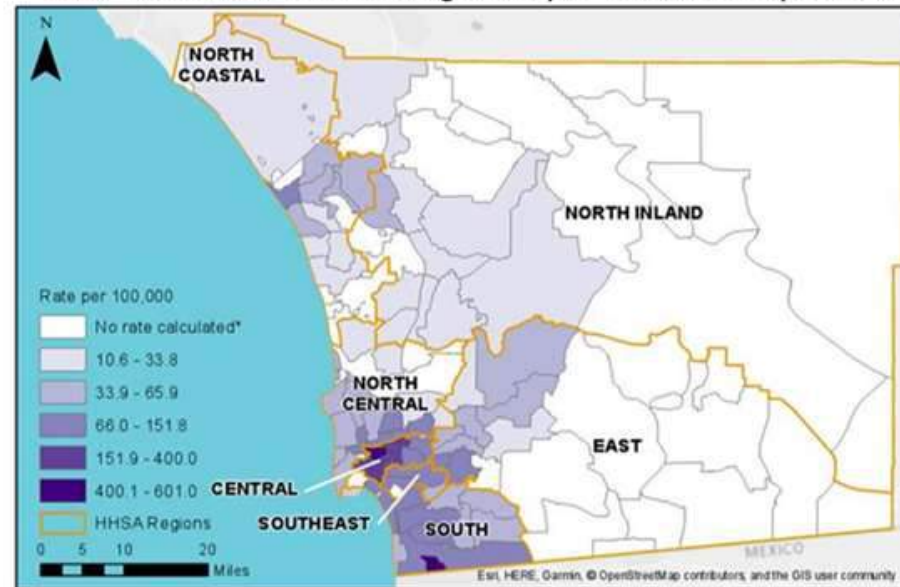 N
NORTH
COASTAL
NORTH INLAND
Rate per 100,000
No rate calculated*
10.6 - 33.8
33.9 - 65.9
66.0 - 151.8
151.9 - 400.0
400.1 - 601.0
HHSA Regions
0 5 10 20
Miles
NORTH
CENTRAL
EAST
CENTRAL
SOUTHEAST
SOUTH
MEXICO
Esri, HERE, Garmin, © OpenStreetMap contributors, and the GIS user community